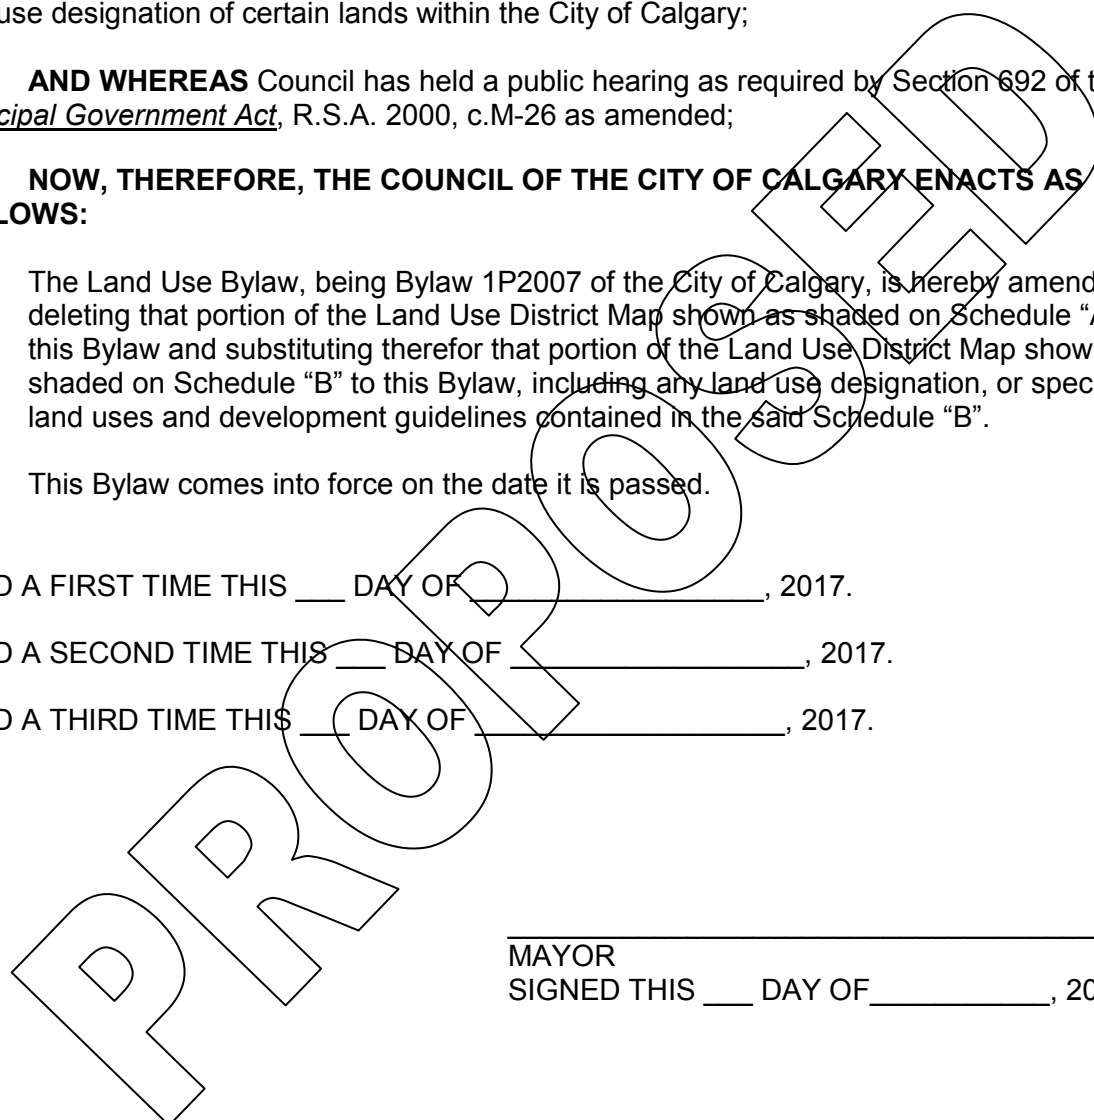 use designation of certain lands within the City of Calgary;
AND WHEREAS Council has held a public hearing as required by Section 692 of t
cipal Government Act, R.S.A. 2000, c.M-26 as amended;
NOW, THEREFORE, THE COUNCIL OF THE CITY OF CALGARY ENACTS AS
LOWS:
The Land Use Bylaw, being Bylaw 1P2007 of the City of Calgary, is hereby amend
deleting that portion of the Land Use District Map shown as shaded on Schedule “A
this Bylaw and substituting therefor that portion of the Land Use District Map show
shaded on Schedule “B” to this Bylaw, including any land use designation, or spec
land uses and development guidelines contained in the said Schedule “B”.
This Bylaw comes into force on the date it is passed.
D A FIRST TIME THIS ___ DAY OF __________________, 2017.
D A SECOND TIME THIS ___ DAY OF __________________, 2017.
D A THIRD TIME THIS ___ DAY OF ___________________, 2017.
MAYOR
SIGNED THIS ___ DAY OF___________, 20
PROPOSED